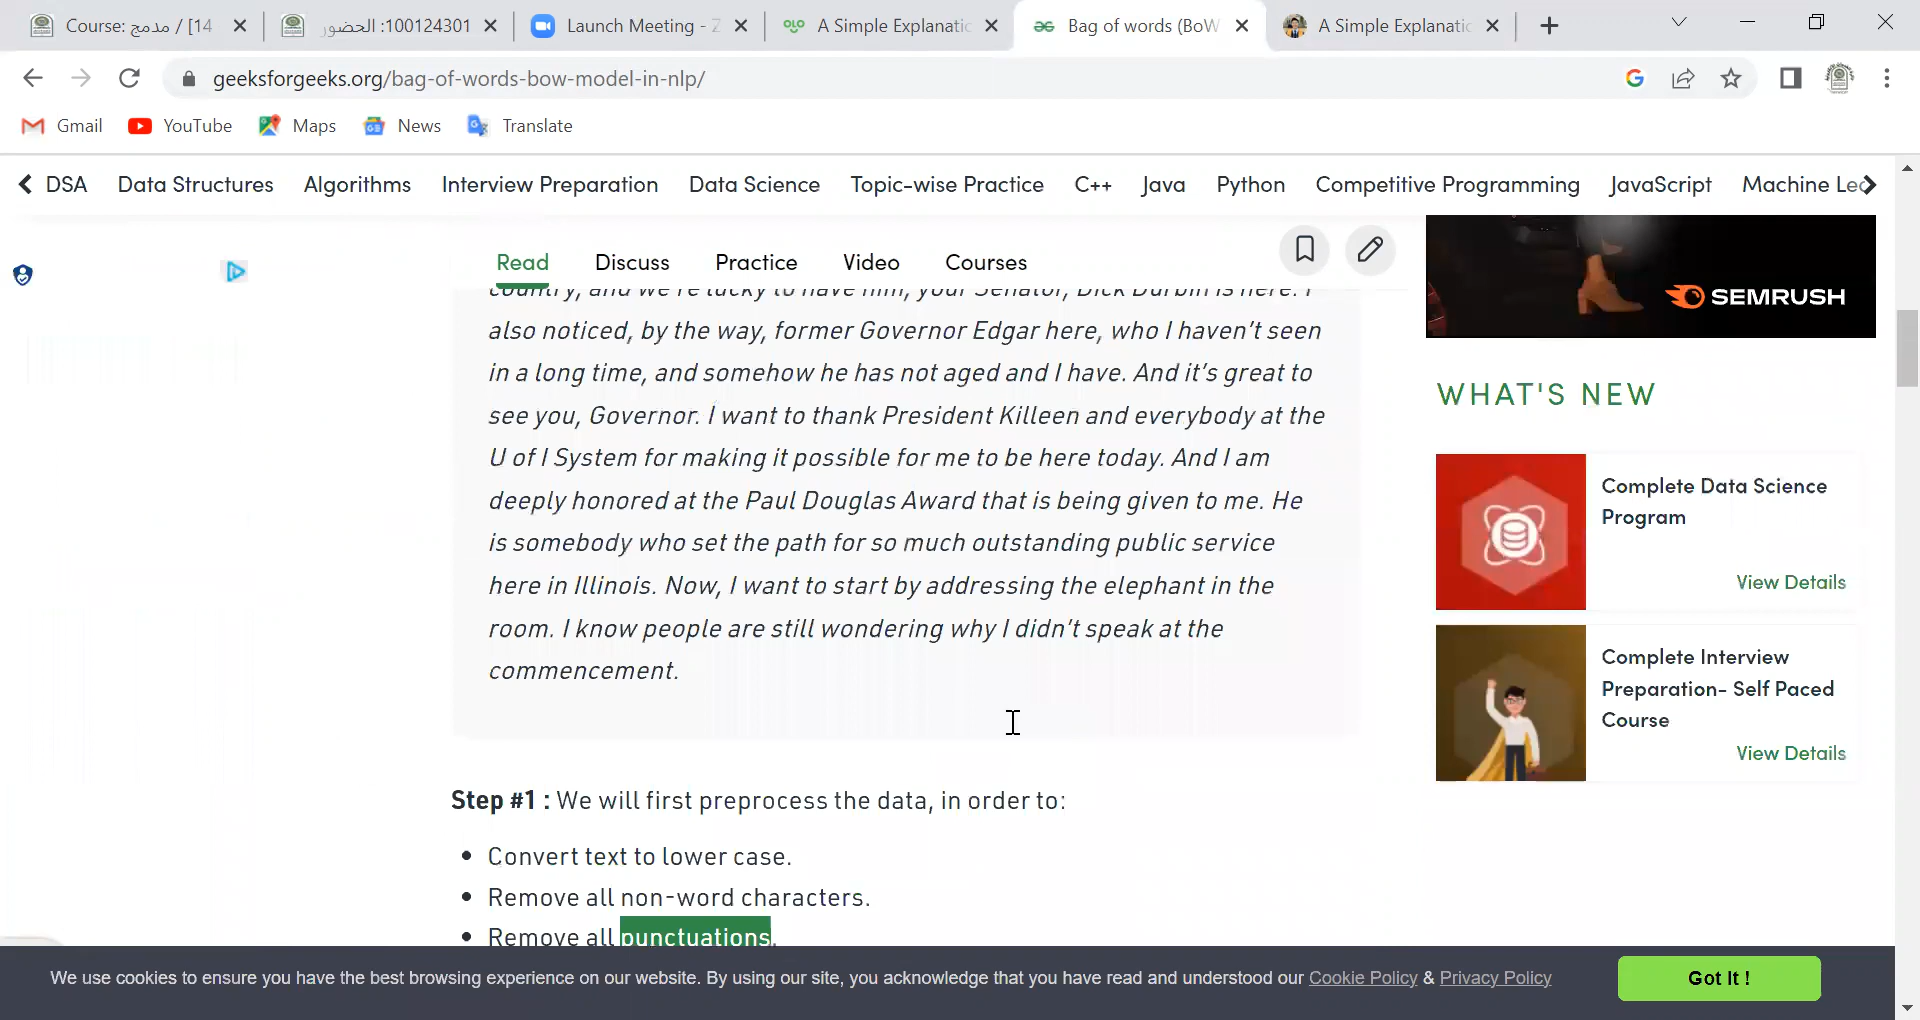 Course: مدمج / [14
100124301: الحضور
Launch Meeting - Z
A Simple Explanatio
Bag of words (BoW
A Simple Explanatio
geeksforgeeks.org/bag-of-words-bow-model-in-nlp/
Gmail YouTube Maps News Translate
DSA Data Structures Algorithms Interview Preparation Data Science Topic-wise Practice C++ Java Python Competitive Programming JavaScript Machine Lea
Read Discuss Practice Video Courses
country, and we're lucky to have him, your Senator, Dick Durbin is here. I
also noticed, by the way, former Governor Edgar here, who I haven't seen
in a long time, and somehow he has not aged and I have. And it's great to
see you, Governor. I want to thank President Killeen and everybody at the
U of I System for making it possible for me to be here today. And I am
deeply honored at the Paul Douglas Award that is being given to me. He
is somebody who set the path for so much outstanding public service
here in Illinois. Now, I want to start by addressing the elephant in the
room. I know people are still wondering why I didn't speak at the
commencement.
Step #1 : We will first preprocess the data, in order to:
• Convert text to lower case.
• Remove all non-word characters.
• Remove all punctuations.
SEMRUSH
WHAT'S NEW
Complete Data Science
Program
View Details
Complete Interview
Preparation- Self Paced
Course
View Details
We use cookies to ensure you have the best browsing experience on our website. By using our site, you acknowledge that you have read and understood our Cookie Policy & Privacy Policy
Got It !